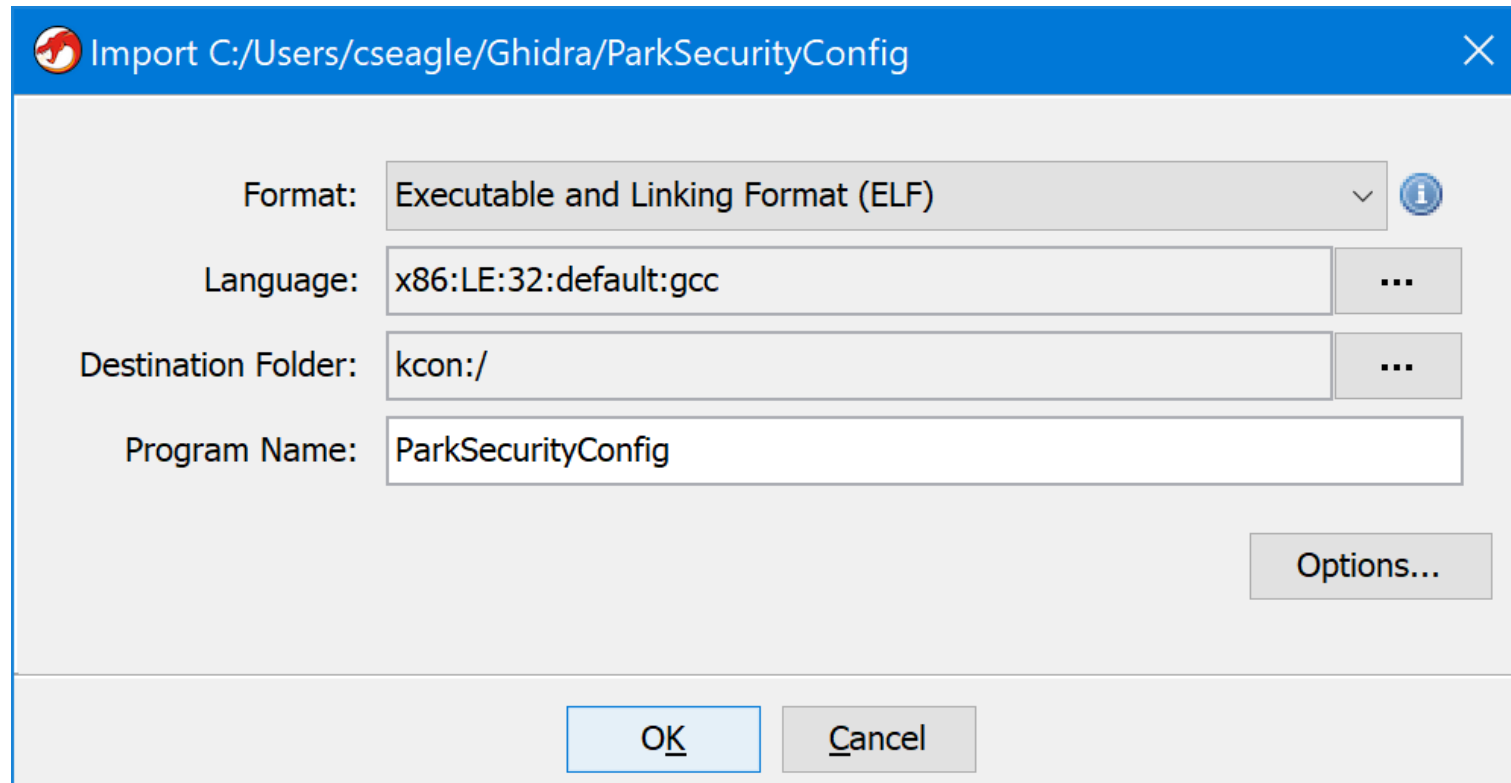 Import C:/Users/cseagle/Ghidra/ParkSecurityConfig
Format: Executable and Linking Format (ELF)
Language: x86:LE:32:default:gcc ...
Destination Folder: kcon:/ ...
Program Name: ParkSecurityConfig
Options...
OK Cancel